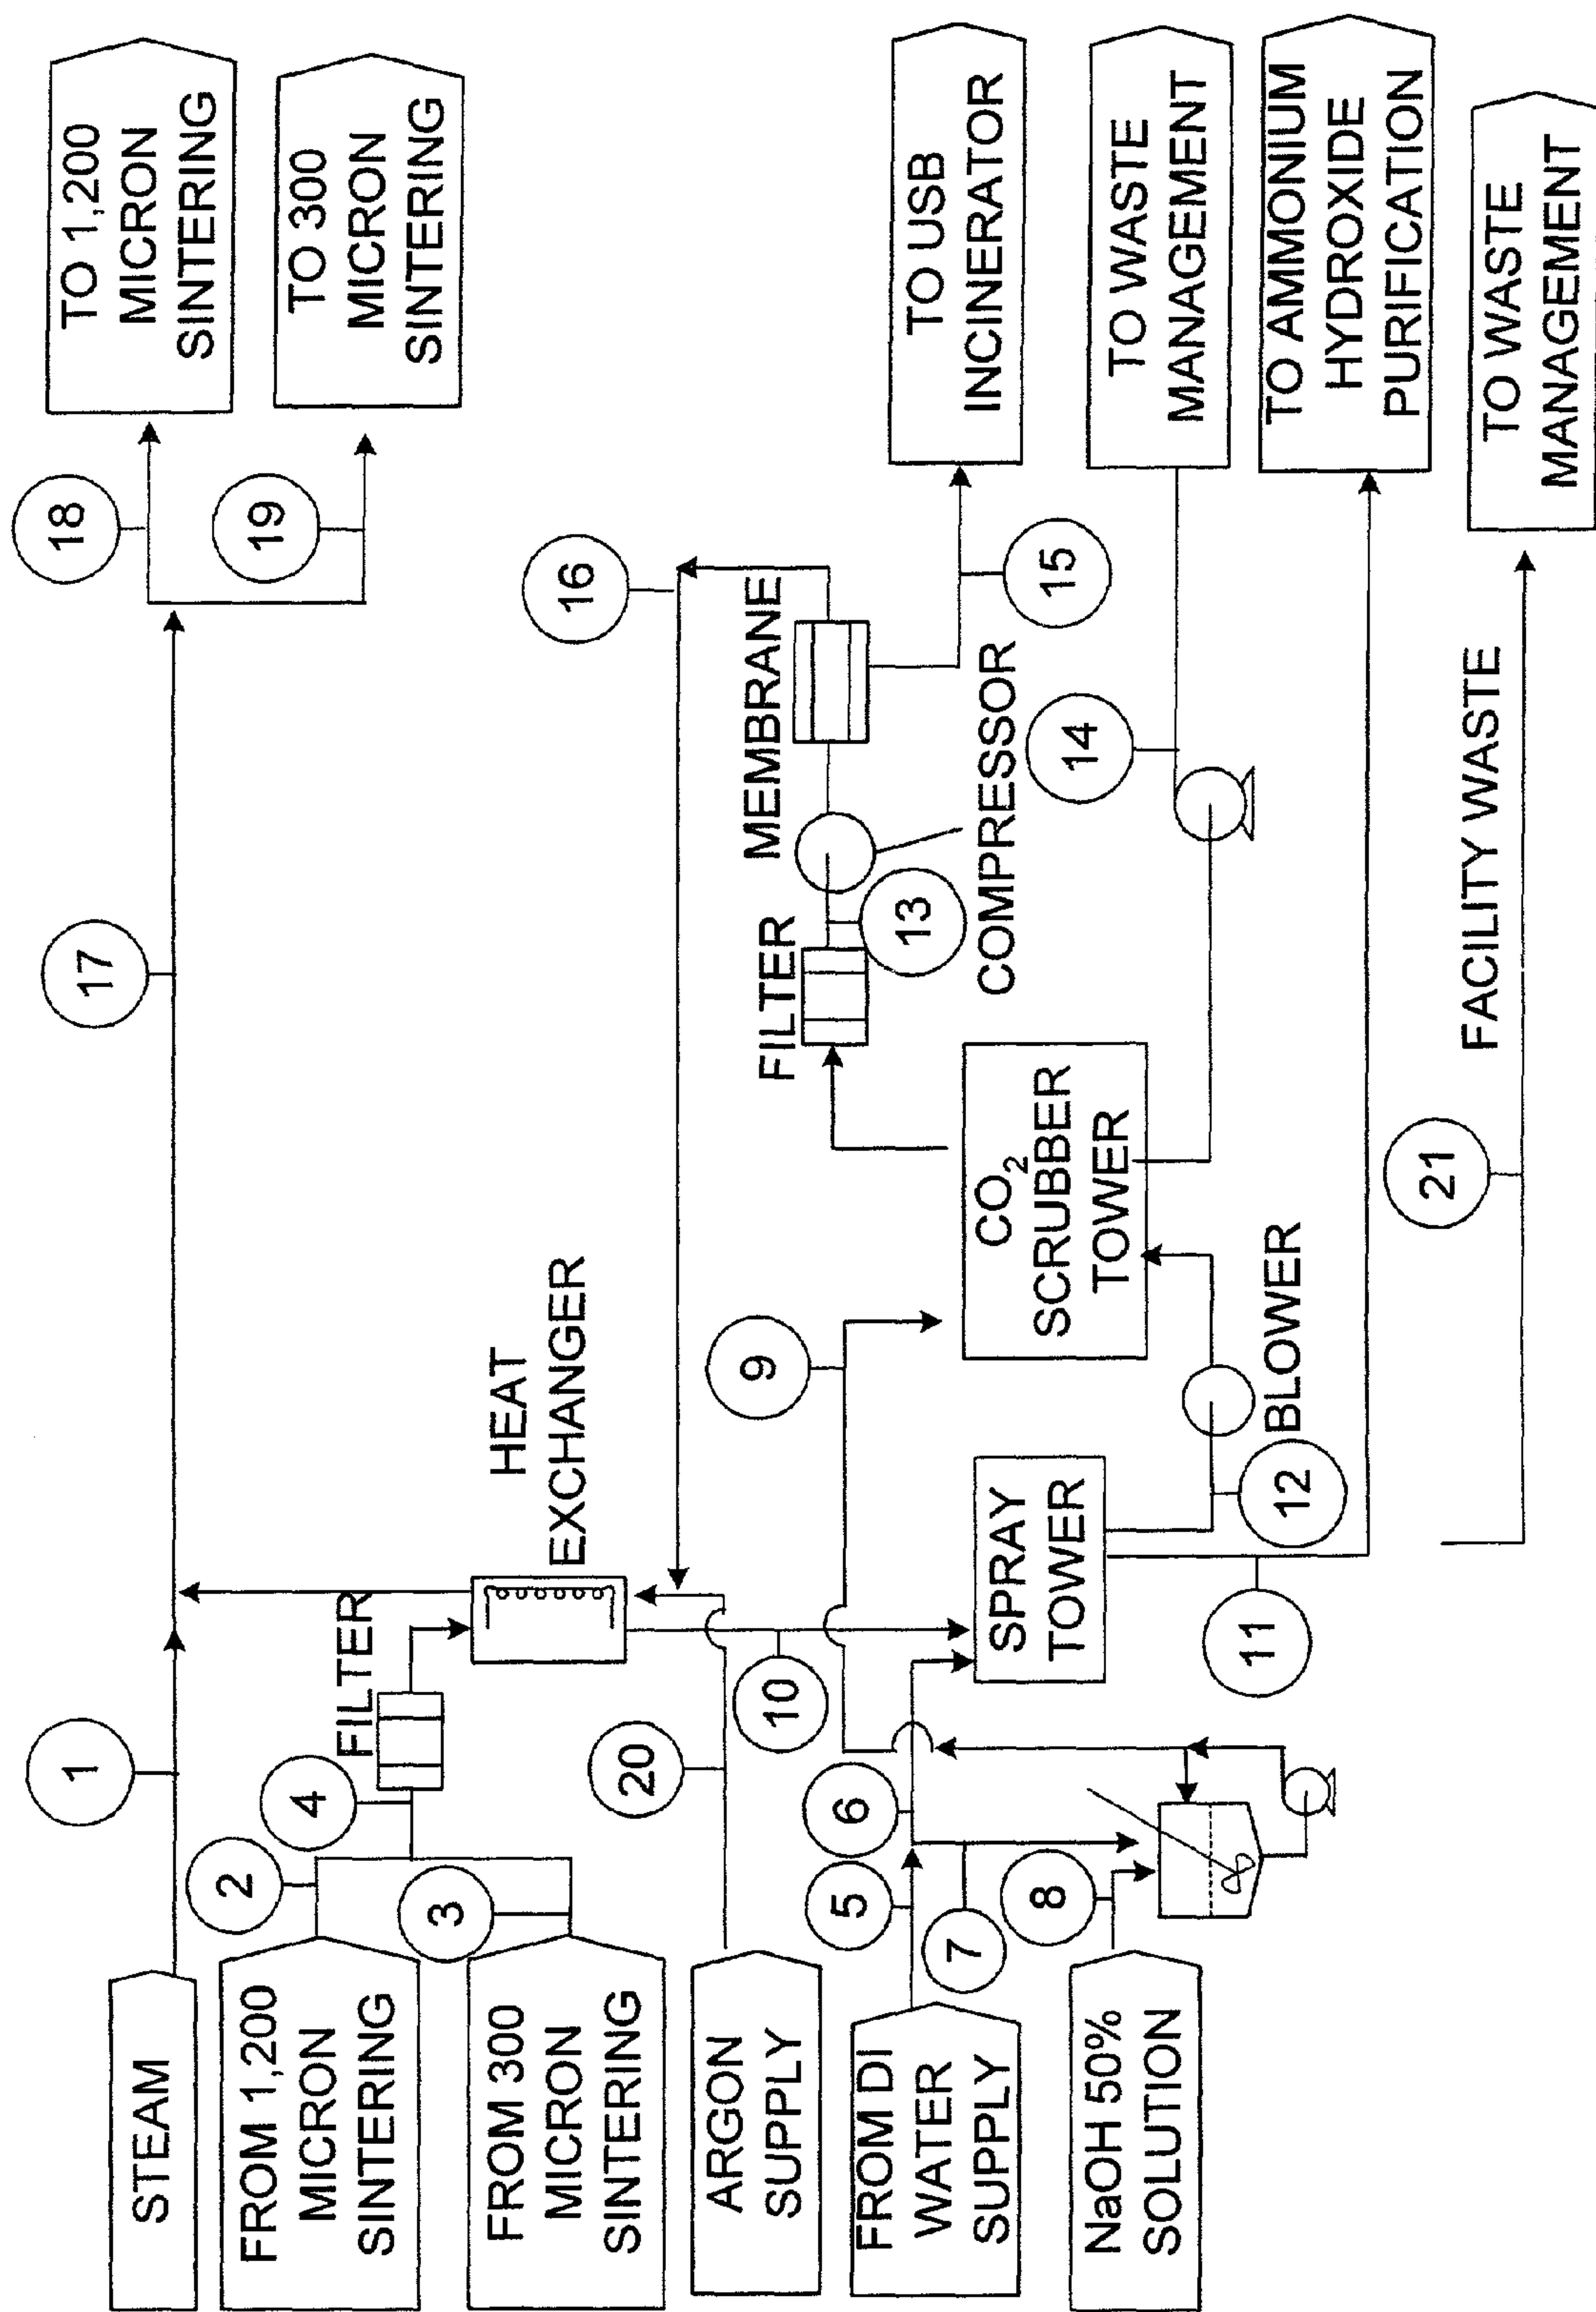 STEAM
FROM 1,200
MICRON
SINTERING
FROM 300
MICRON
SINTERING
ARGON
SUPPLY
FROM DI
WATER
SUPPLY
NaOH 50%
SOLUTION
1
2
3
4
5
6
7
8
FILTER
20
10
HEAT
EXCHANGER
9
SPRAY
TOWER
11
12
BLOWER
CO2
SCRUBBER
TOWER
21
FACILITY WASTE
17
FILTER
13
COMPRESSOR
MEMBRANE
14
16
15
18
19
TO 1,200
MICRON
SINTERING
TO 300
MICRON
SINTERING
TO USB
INCINERATOR
TO WASTE
MANAGEMENT
TO AMMONIUM
HYDROXIDE
PURIFICATION
TO WASTE
MANAGEMENT